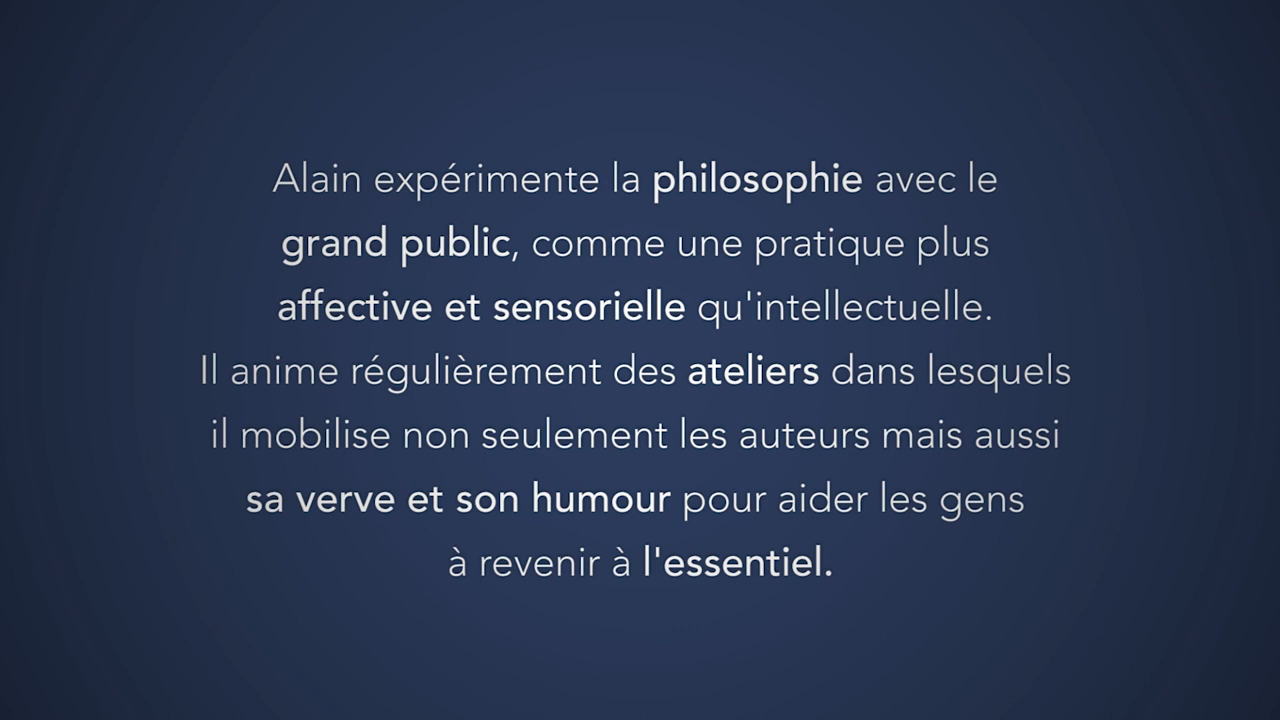 Alain expérimente la philosophie avec le
grand public, comme une pratique plus
affective et sensorielle qu'intellectuelle.
Il anime régulièrement des ateliers dans lesquels
il mobilise non seulement les auteurs mais aussi
sa verve et son humour pour aider les gens
à revenir à l'essentiel.